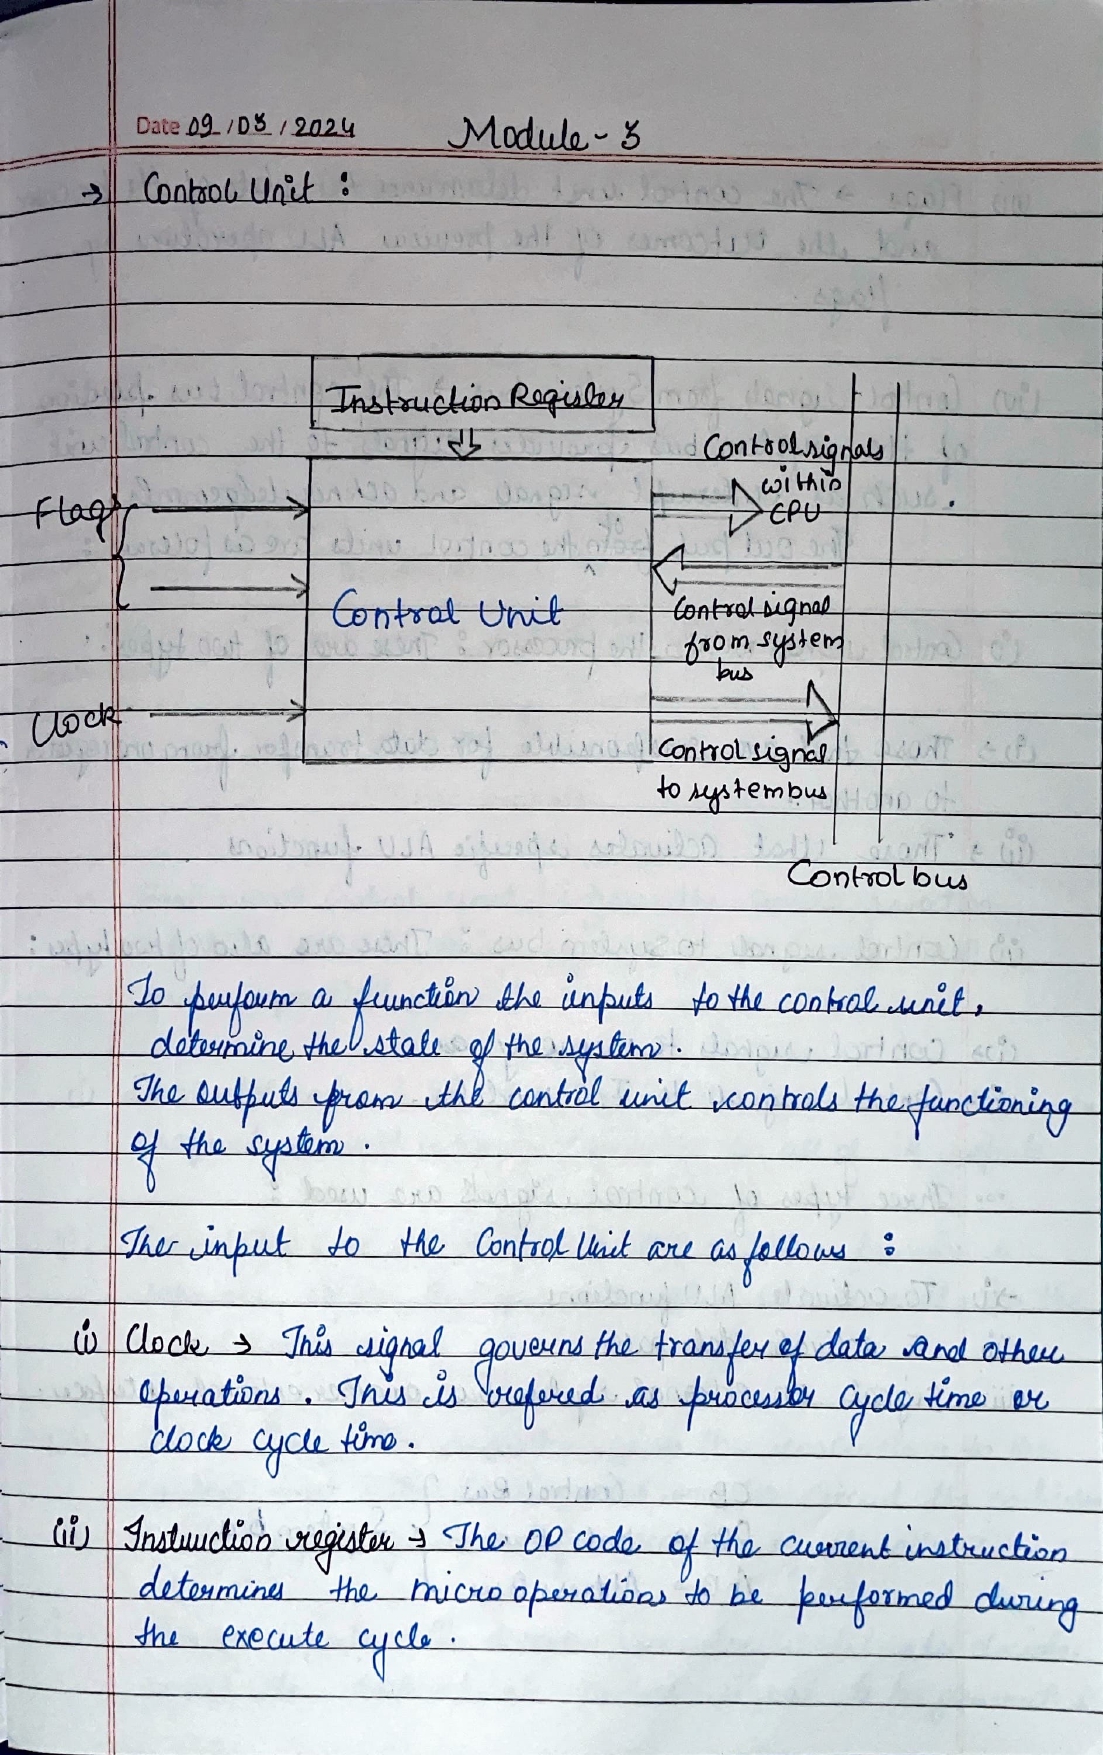 Date 09/03/2024
Module - 3
→ Control Unit :
Instruction Register
Control signals
within
CPU
Flags
Control Unit
Control signal
from system
bus
Clock
Control signal
to system bus
Control bus
To perform a function the inputs to the control unit,
determine the state of the system.
The outputs from the control unit controls the functioning
of the system.
The input to the Control Unit are as follows :
(i) Clock → This signal governs the transfer of data and other
operations. This is refered as processor cycle time or
clock cycle time.
(ii) Instruction register → The OP code of the current instruction
determines the micro operations to be performed during
the execute cycle.